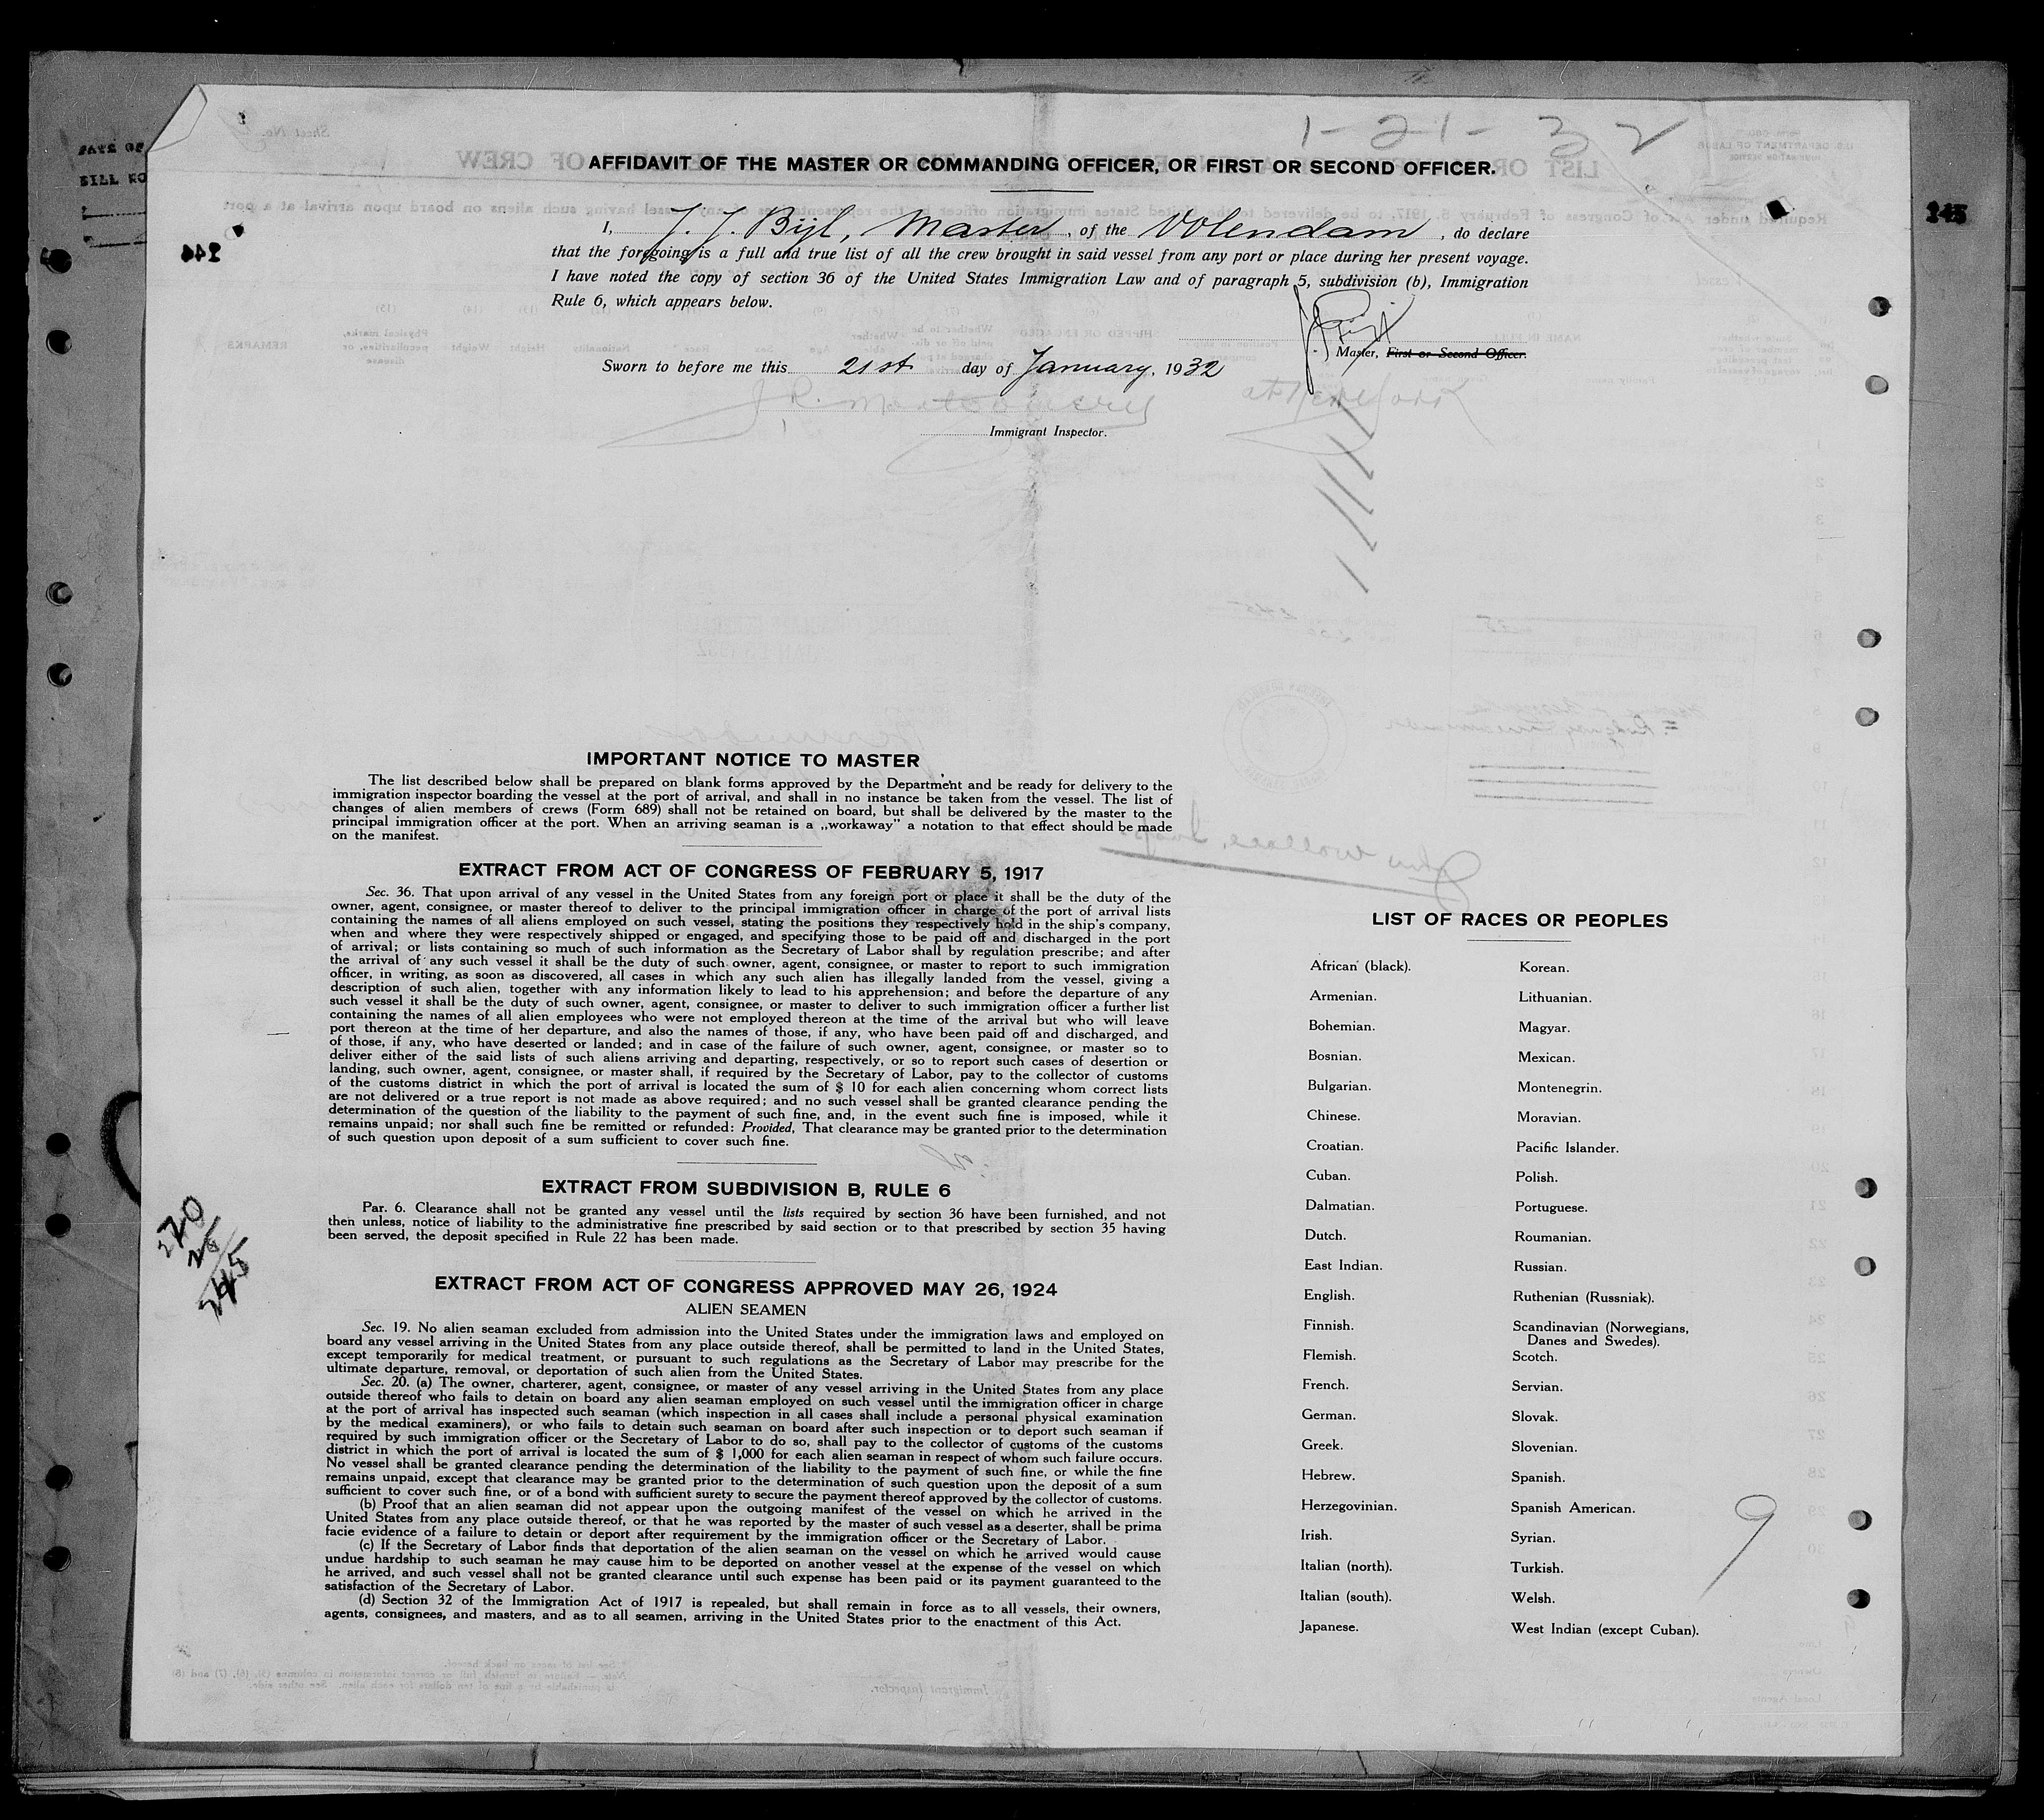 1-21-32
AFFIDAVIT OF THE MASTER OR COMMANDING OFFICER, OR FIRST OR SECOND OFFICER.
I, J. J. Bijl, Master, of the Volendam, do declare
that the foregoing is a full and true list of all the crew brought in said vessel from any port or place during her present voyage.
I have noted the copy of section 36 of the United States Immigration Law and of paragraph 5, subdivision (b), Immigration
Rule 6, which appears below.
Master, First or Second Officer.
Sworn to before me this 21st day of January, 1932
at New York
Immigrant Inspector.
IMPORTANT NOTICE TO MASTER
The list described below shall be prepared on blank forms approved by the Department and be ready for delivery to the
immigration inspector boarding the vessel at the port of arrival, and shall in no instance be taken from the vessel. The list of
changes of alien members of crews (Form 689) shall not be retained on board, but shall be delivered by the master to the
principal immigration officer at the port. When an arriving seaman is a „workaway” a notation to that effect should be made
on the manifest.
EXTRACT FROM ACT OF CONGRESS OF FEBRUARY 5, 1917
Sec. 36. That upon arrival of any vessel in the United States from any foreign port or place it shall be the duty of the
owner, agent, consignee, or master thereof to deliver to the principal immigration officer in charge of the port of arrival lists
containing the names of all aliens employed on such vessel, stating the positions they respectively hold in the ship's company,
when and where they were respectively shipped or engaged, and specifying those to be paid off and discharged in the port
of arrival; or lists containing so much of such information as the Secretary of Labor shall by regulation prescribe; and after
the arrival of any such vessel it shall be the duty of such owner, agent, consignee, or master to report to such immigration
officer, in writing, as soon as discovered, all cases in which any such alien has illegally landed from the vessel, giving a
description of such alien, together with any information likely to lead to his apprehension; and before the departure of any
such vessel it shall be the duty of such owner, agent, consignee, or master to deliver to such immigration officer a further list
containing the names of all alien employees who were not employed thereon at the time of the arrival but who will leave
port thereon at the time of her departure, and also the names of those, if any, who have been paid off and discharged, and
of those, if any, who have deserted or landed; and in case of the failure of such owner, agent, consignee, or master so to
deliver either of the said lists of such aliens arriving and departing, respectively, or so to report such cases of desertion or
landing, such owner, agent, consignee, or master shall, if required by the Secretary of Labor, pay to the collector of customs
of the customs district in which the port of arrival is located the sum of $ 10 for each alien concerning whom correct lists
are not delivered or a true report is not made as above required; and no such vessel shall be granted clearance pending the
determination of the question of the liability to the payment of such fine, and, in the event such fine is imposed, while it
remains unpaid; nor shall such fine be remitted or refunded: Provided, That clearance may be granted prior to the determination
of such question upon deposit of a sum sufficient to cover such fine.
EXTRACT FROM SUBDIVISION B, RULE 6
Par. 6. Clearance shall not be granted any vessel until the lists required by section 36 have been furnished, and not
then unless, notice of liability to the administrative fine prescribed by said section or to that prescribed by section 35 having
been served, the deposit specified in Rule 22 has been made.
220
25
245
EXTRACT FROM ACT OF CONGRESS APPROVED MAY 26, 1924
ALIEN SEAMEN
Sec. 19. No alien seaman excluded from admission into the United States under the immigration laws and employed on
board any vessel arriving in the United States from any place outside thereof, shall be permitted to land in the United States,
except temporarily for medical treatment, or pursuant to such regulations as the Secretary of Labor may prescribe for the
ultimate departure, removal, or deportation of such alien from the United States.
Sec. 20. (a) The owner, charterer, agent, consignee, or master of any vessel arriving in the United States from any place
outside thereof who fails to detain on board any alien seaman employed on such vessel until the immigration officer in charge
at the port of arrival has inspected such seaman (which inspection in all cases shall include a personal physical examination
by the medical examiners), or who fails to detain such seaman on board after such inspection or to deport such seaman if
required by such immigration officer or the Secretary of Labor to do so, shall pay to the collector of customs of the customs
district in which the port of arrival is located the sum of $ 1,000 for each alien seaman in respect of whom such failure occurs.
No vessel shall be granted clearance pending the determination of the liability to the payment of such fine, or while the fine
remains unpaid, except that clearance may be granted prior to the determination of such question upon the deposit of a sum
sufficient to cover such fine, or of a bond with sufficient surety to secure the payment thereof approved by the collector of customs.
(b) Proof that an alien seaman did not appear upon the outgoing manifest of the vessel on which he arrived in the
United States from any place outside thereof, or that he was reported by the master of such vessel as a deserter, shall be prima
facie evidence of a failure to detain or deport after requirement by the immigration officer or the Secretary of Labor.
(c) If the Secretary of Labor finds that deportation of the alien seaman on the vessel on which he arrived would cause
undue hardship to such seaman he may cause him to be deported on another vessel at the expense of the vessel on which
he arrived, and such vessel shall not be granted clearance until such expense has been paid or its payment guaranteed to the
satisfaction of the Secretary of Labor.
(d) Section 32 of the Immigration Act of 1917 is repealed, but shall remain in force as to all vessels, their owners,
agents, consignees, and masters, and as to all seamen, arriving in the United States prior to the enactment of this Act.
LIST OF RACES OR PEOPLES
African (black).
Armenian.
Bohemian.
Bosnian.
Bulgarian.
Chinese.
Croatian.
Cuban.
Dalmatian.
Dutch.
East Indian.
English.
Finnish.
Flemish.
French.
German.
Greek.
Hebrew.
Herzegovinian.
Irish.
Italian (north).
Italian (south).
Japanese.
Korean.
Lithuanian.
Magyar.
Mexican.
Montenegrin.
Moravian.
Pacific Islander.
Polish.
Portuguese.
Roumanian.
Russian.
Ruthenian (Russniak).
Scandinavian (Norwegians,
Danes and Swedes).
Scotch.
Servian.
Slovak.
Slovenian.
Spanish.
Spanish American.
Syrian.
Turkish.
Welsh.
West Indian (except Cuban).
9